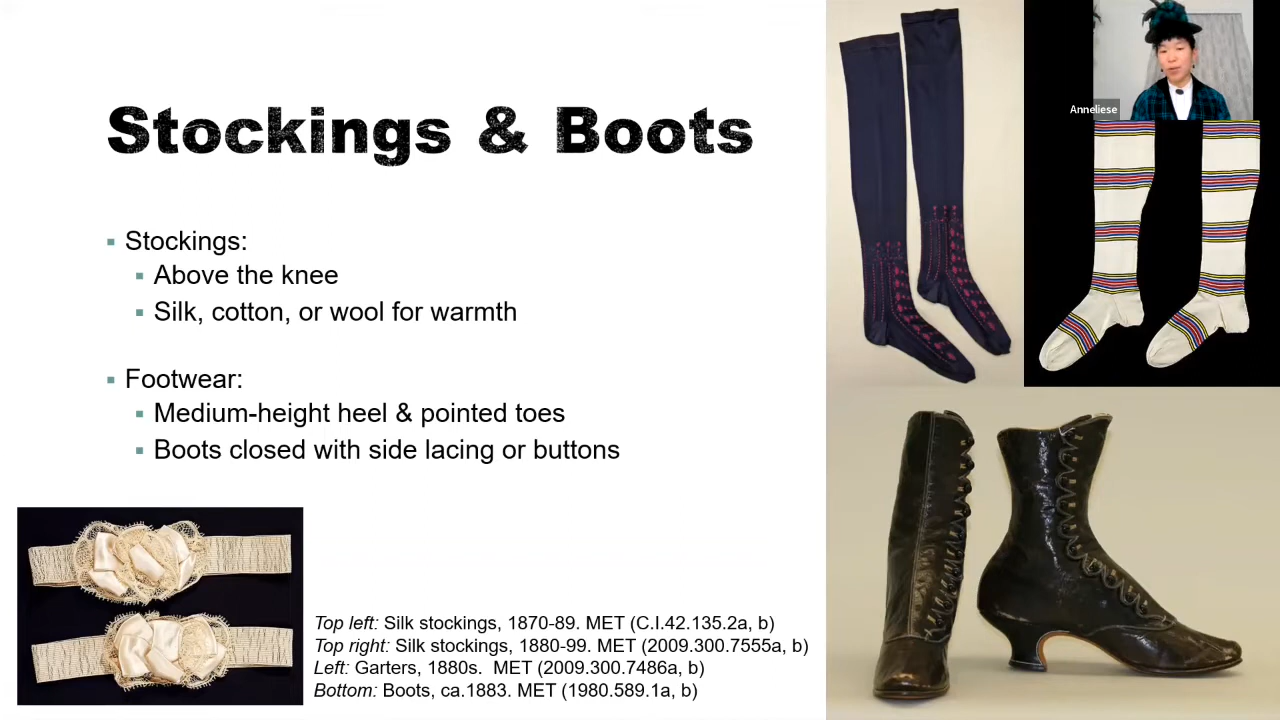 Stockings & Boots
Stockings:
Above the knee
Silk, cotton, or wool for warmth
Footwear:
Medium-height heel & pointed toes
Boots closed with side lacing or buttons
Top left: Silk stockings, 1870-89. MET (C.I.42.135.2a, b)
Top right: Silk stockings, 1880-99. MET (2009.300.7555a, b)
Left: Garters, 1880s. MET (2009.300.7486a, b)
Bottom: Boots, ca.1883. MET (1980.589.1a, b)
Anneliese